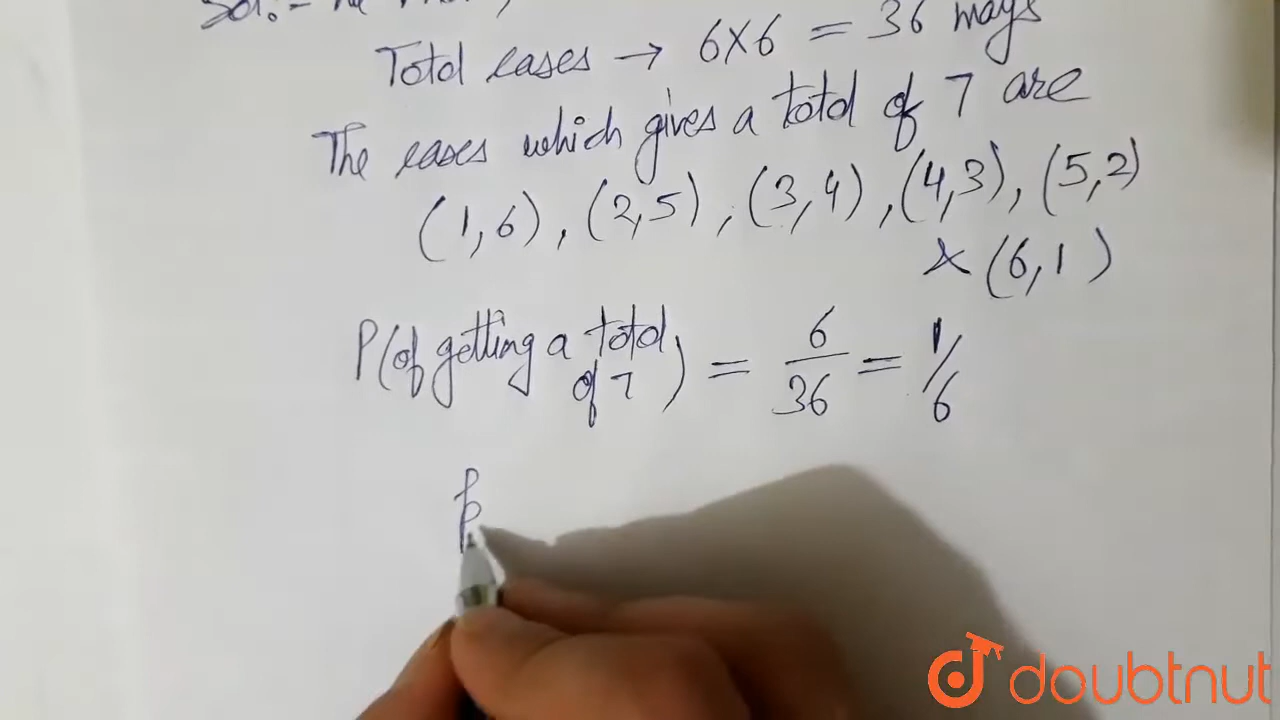 Sol:-
Total cases → 6×6 = 36 ways
The cases which gives a total of 7 are
(1,6), (2,5), (3,4), (4,3), (5,2)
& (6,1)
P(of getting a total of 7) = 6/36 = 1/6
p
doubtnut